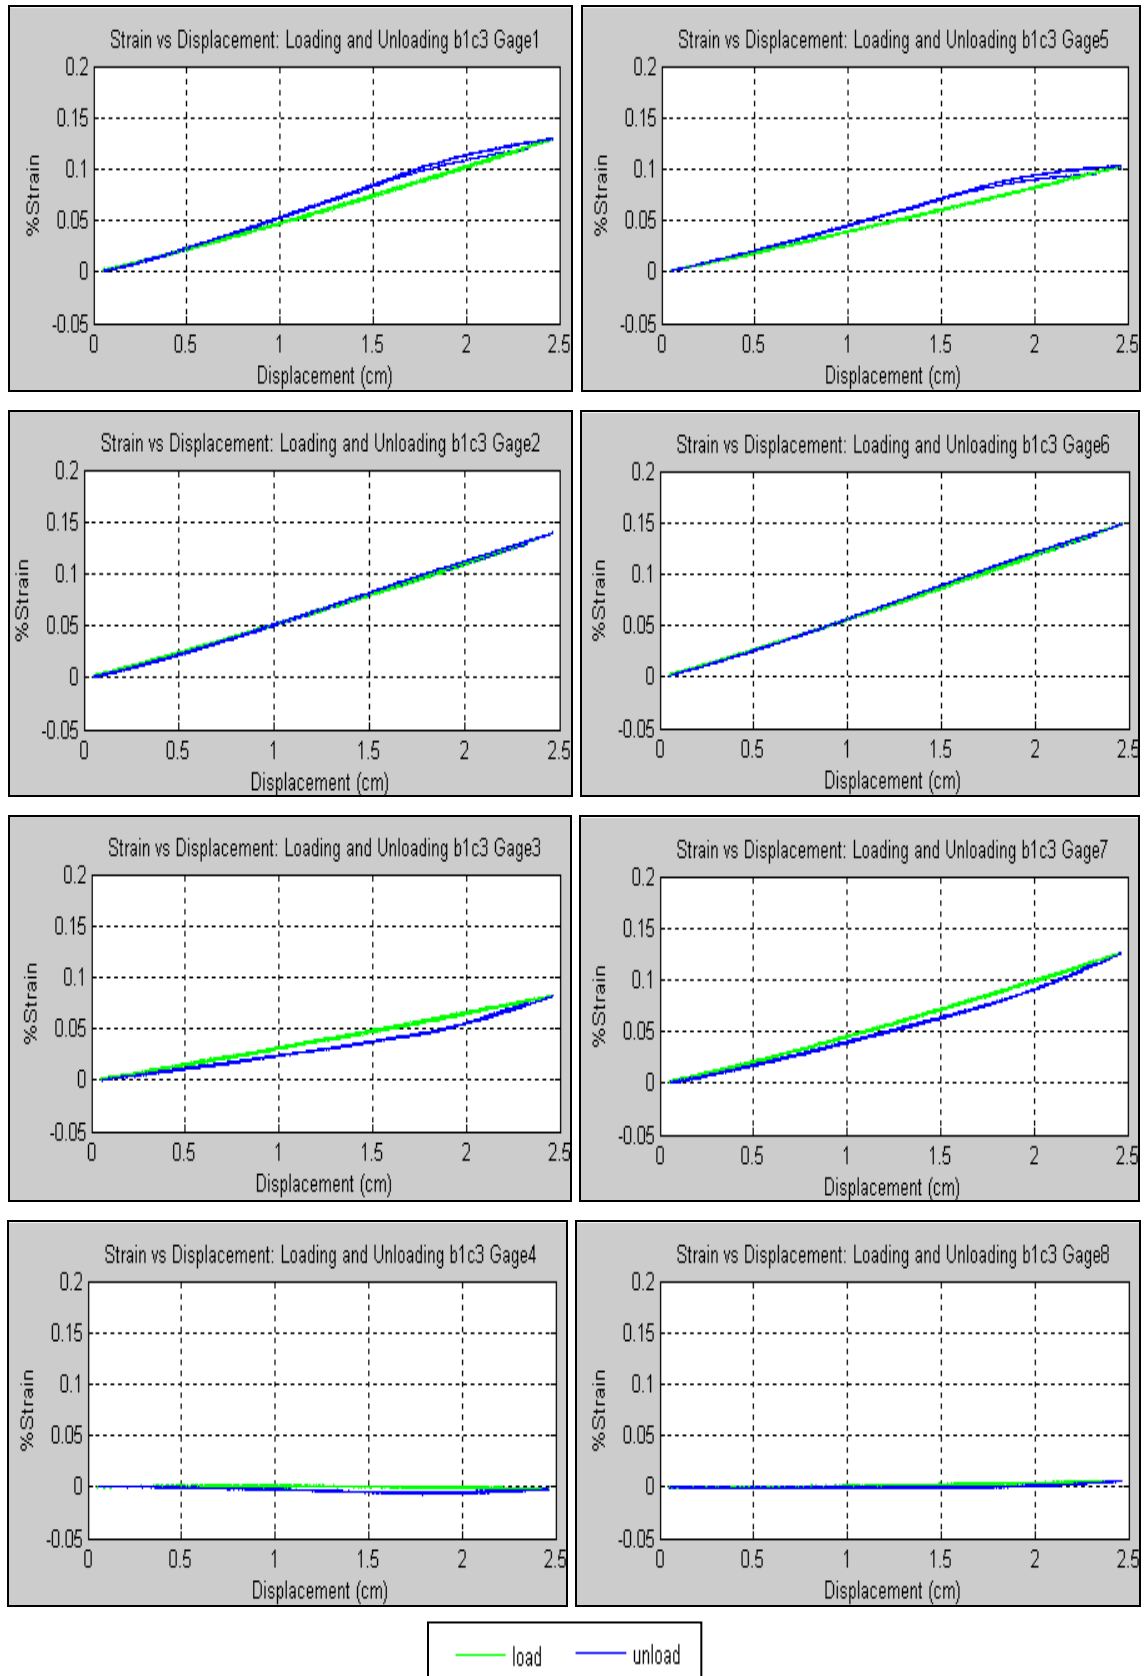 Strain vs Displacement: Loading and Unloading b1c3 Gage1
0.2
0.15
0.1
0.05
0
-0.05
%Strain
0 0.5 1 1.5 2 2.5
Displacement (cm)
Strain vs Displacement: Loading and Unloading b1c3 Gage5
0.2
0.15
0.1
0.05
0
-0.05
%Strain
0 0.5 1 1.5 2 2.5
Displacement (cm)
Strain vs Displacement: Loading and Unloading b1c3 Gage2
0.2
0.15
0.1
0.05
0
-0.05
%Strain
0 0.5 1 1.5 2 2.5
Displacement (cm)
Strain vs Displacement: Loading and Unloading b1c3 Gage6
0.2
0.15
0.1
0.05
0
-0.05
%Strain
0 0.5 1 1.5 2 2.5
Displacement (cm)
Strain vs Displacement: Loading and Unloading b1c3 Gage3
0.2
0.15
0.1
0.05
0
-0.05
%Strain
0 0.5 1 1.5 2 2.5
Displacement (cm)
Strain vs Displacement: Loading and Unloading b1c3 Gage7
0.2
0.15
0.1
0.05
0
-0.05
%Strain
0 0.5 1 1.5 2 2.5
Displacement (cm)
Strain vs Displacement: Loading and Unloading b1c3 Gage4
0.2
0.15
0.1
0.05
0
-0.05
%Strain
0 0.5 1 1.5 2 2.5
Displacement (cm)
Strain vs Displacement: Loading and Unloading b1c3 Gage8
0.2
0.15
0.1
0.05
0
-0.05
%Strain
0 0.5 1 1.5 2 2.5
Displacement (cm)
load unload